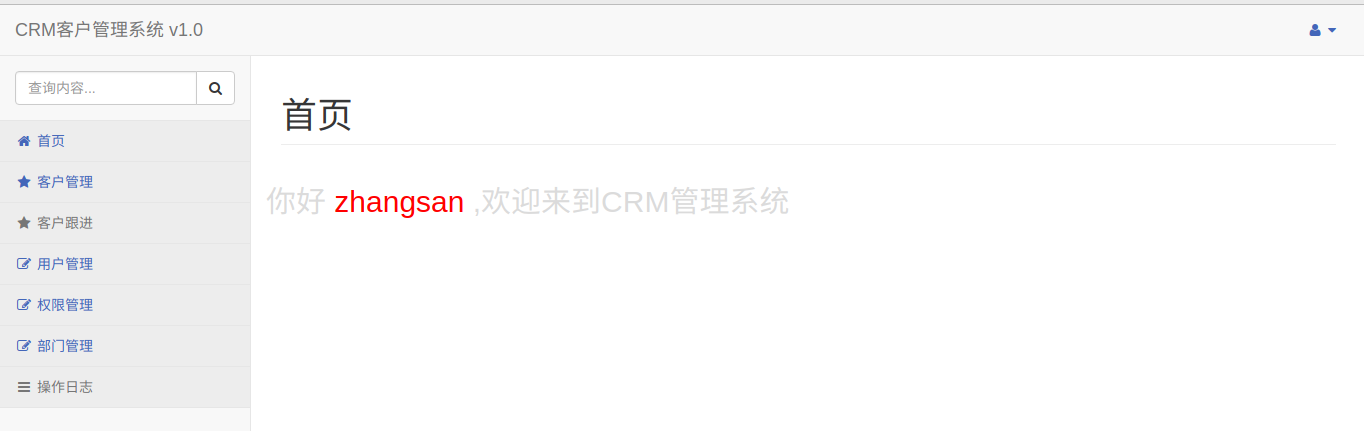 CRM客户管理系统 v1.0
查询内容...
首页
客户管理
客户跟进
用户管理
权限管理
部门管理
操作日志
首页
你好 zhangsan ,欢迎来到CRM管理系统